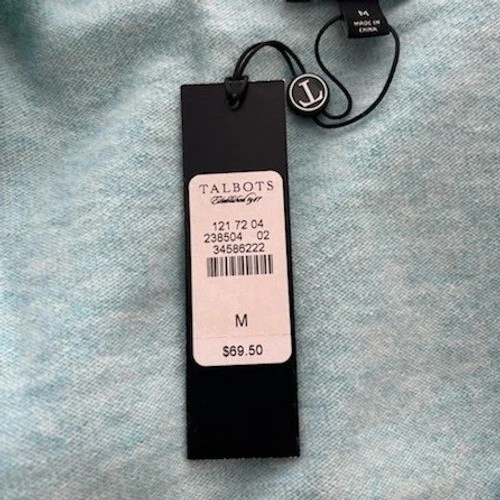 M
MADE IN
CHINA
T
TALBOTS
Established 1947
121 72 04
238504 02
34586222
M
$69.50